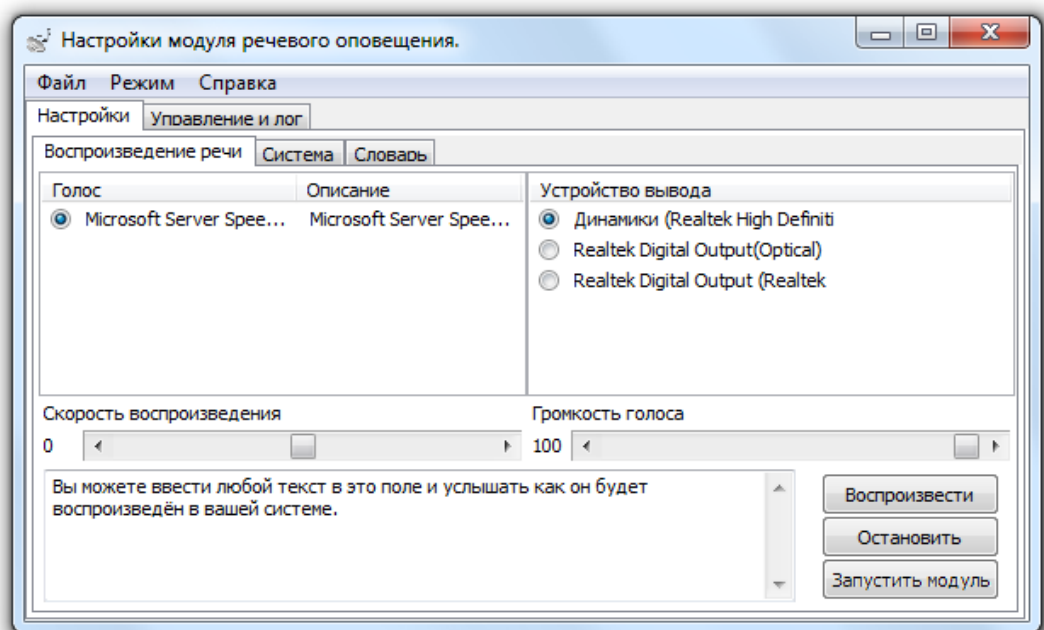 Настройки модуля речевого оповещения.
Файл Режим Справка
Настройки Управление и лог
Воспроизведение речи Система Словарь
Голос Описание Устройство вывода
Microsoft Server Spee... Microsoft Server Spee... Динамики (Realtek High Definiti
Realtek Digital Output(Optical)
Realtek Digital Output (Realtek
Скорость воспроизведения Громкость голоса
0 100
Вы можете ввести любой текст в это поле и услышать как он будет
воспроизведён в вашей системе.
Воспроизвести
Остановить
Запустить модуль